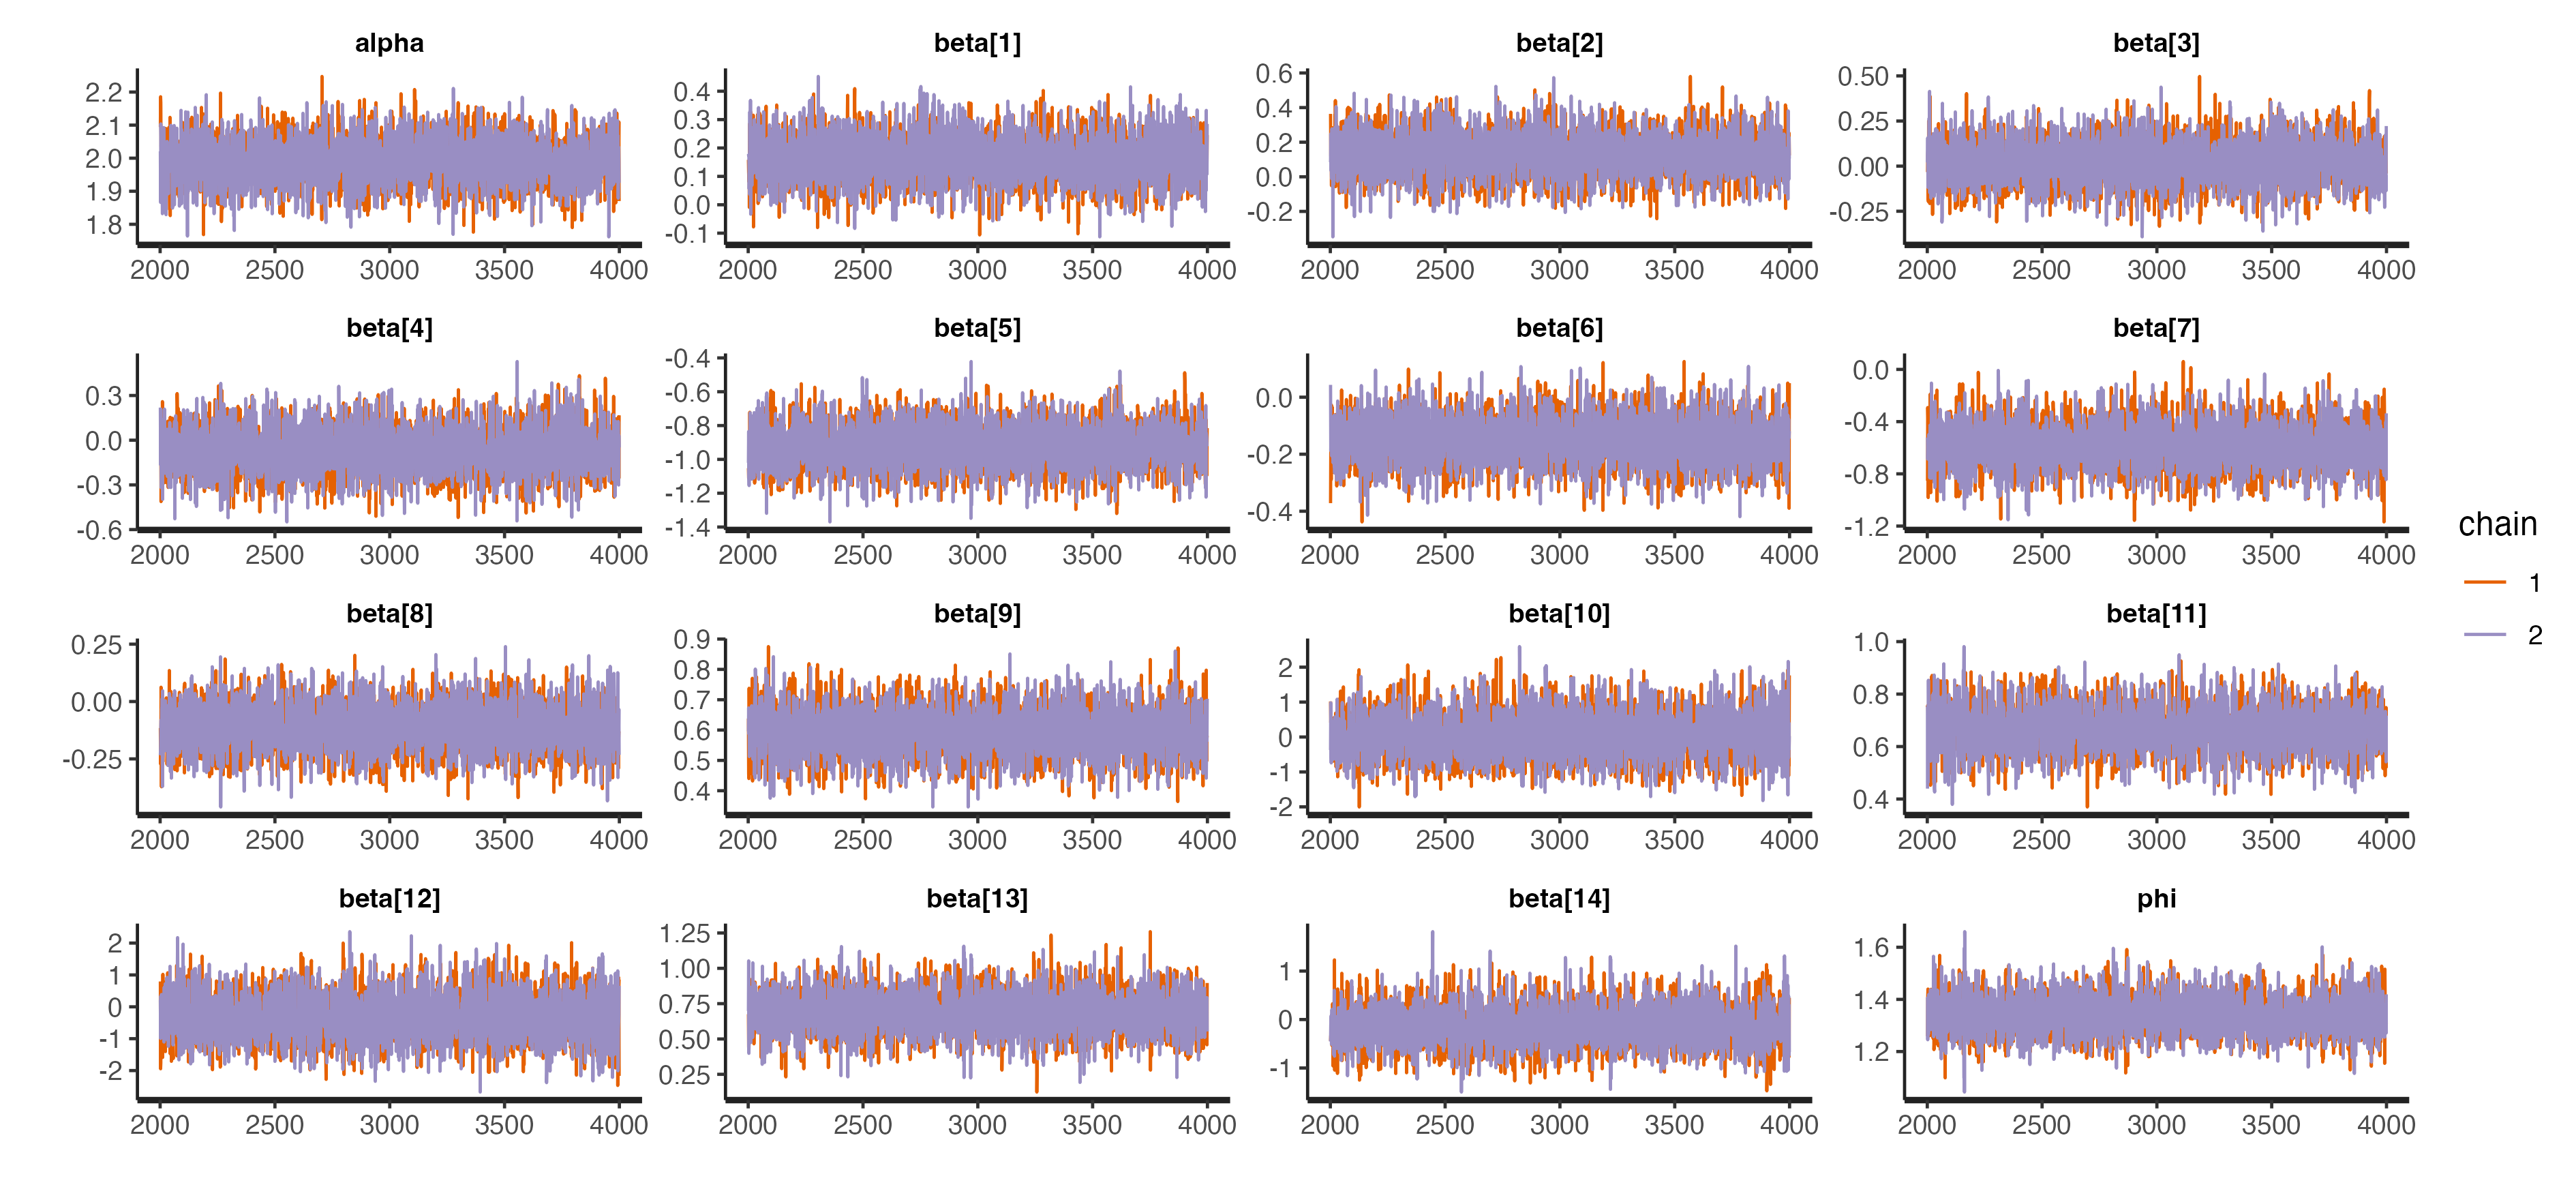 alpha
2.2
2.1
2.0
1.9
1.8
2000 2500 3000 3500 4000
beta[1]
0.4
0.3
0.2
0.1
0.0
-0.1
2000 2500 3000 3500 4000
beta[2]
0.6
0.4
0.2
0.0
-0.2
2000 2500 3000 3500 4000
beta[3]
0.50
0.25
0.00
-0.25
2000 2500 3000 3500 4000
beta[4]
0.3
0.0
-0.3
-0.6
2000 2500 3000 3500 4000
beta[5]
-0.4
-0.6
-0.8
-1.0
-1.2
-1.4
2000 2500 3000 3500 4000
beta[6]
0.0
-0.2
-0.4
2000 2500 3000 3500 4000
beta[7]
0.0
-0.4
-0.8
-1.2
2000 2500 3000 3500 4000
beta[8]
0.25
0.00
-0.25
2000 2500 3000 3500 4000
beta[9]
0.9
0.8
0.7
0.6
0.5
0.4
2000 2500 3000 3500 4000
beta[10]
2
1
0
-1
-2
2000 2500 3000 3500 4000
beta[11]
1.0
0.8
0.6
0.4
2000 2500 3000 3500 4000
beta[12]
2
1
0
-1
-2
2000 2500 3000 3500 4000
beta[13]
1.25
1.00
0.75
0.50
0.25
2000 2500 3000 3500 4000
beta[14]
1
0
-1
2000 2500 3000 3500 4000
phi
1.6
1.4
1.2
2000 2500 3000 3500 4000
chain
1
2